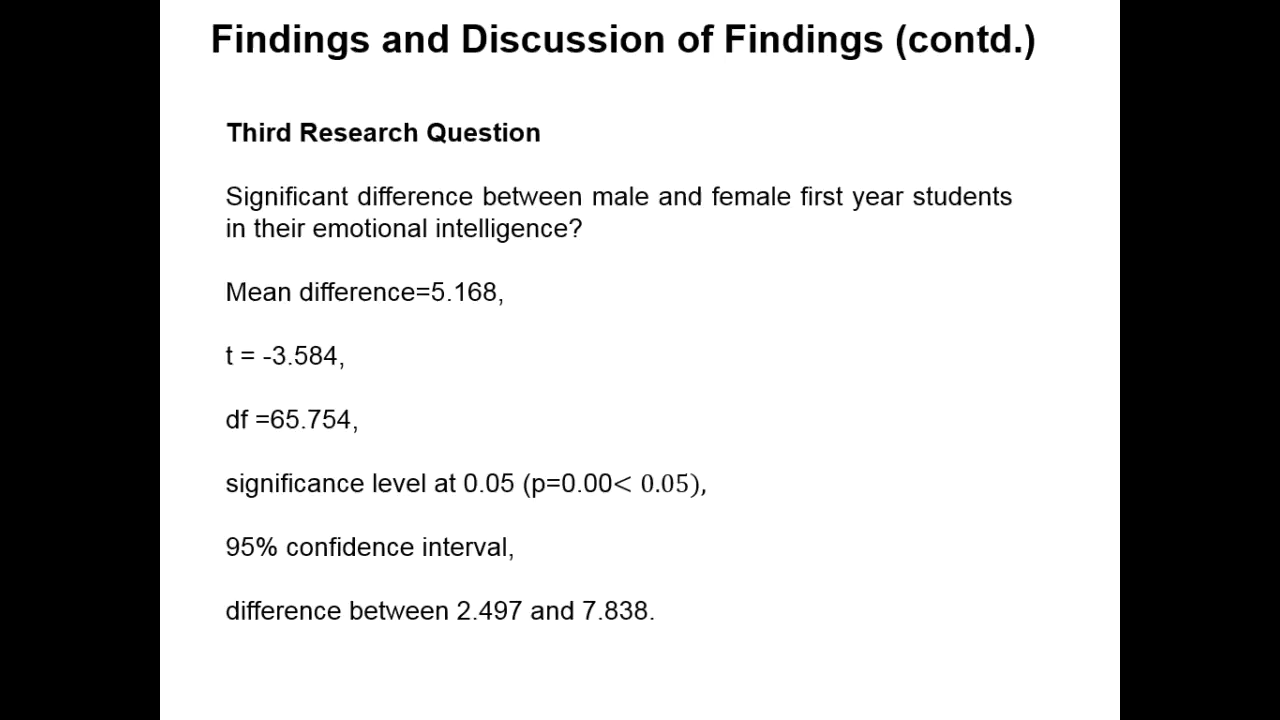 Findings and Discussion of Findings (contd.)
Third Research Question
Significant difference between male and female first year students
in their emotional intelligence?
Mean difference=5.168,
t = -3.584,
df =65.754,
significance level at 0.05 (p=0.00< 0.05),
95% confidence interval,
difference between 2.497 and 7.838.